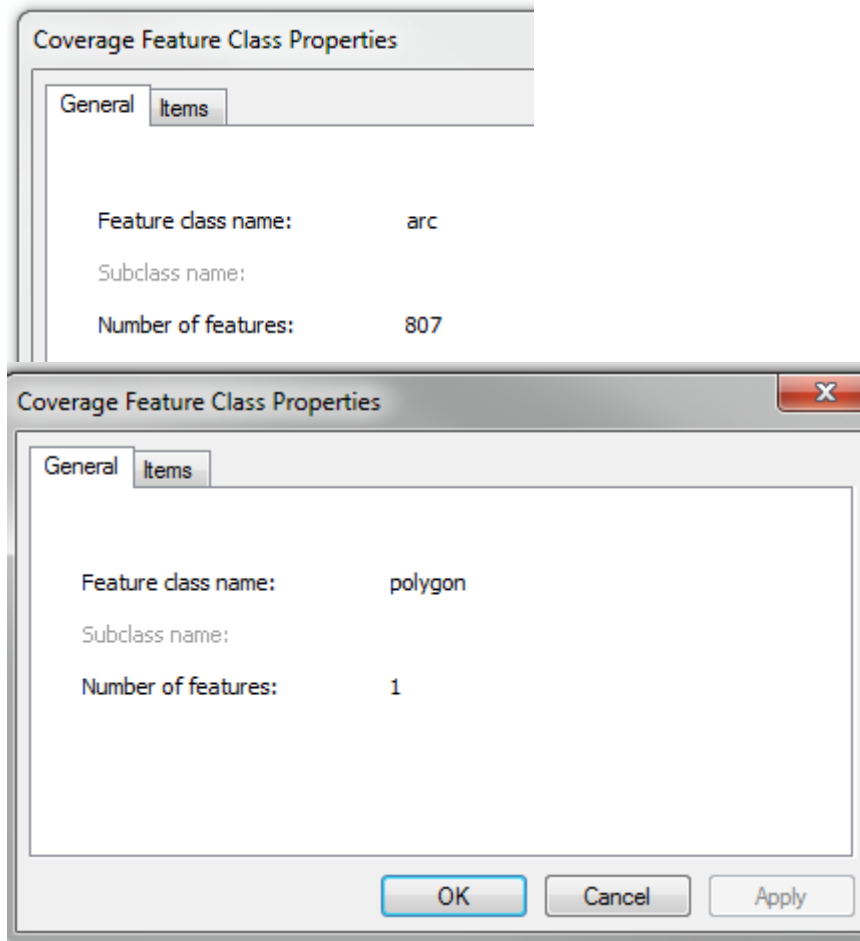 Coverage Feature Class Properties
General Items
Feature class name: arc
Subclass name:
Number of features: 807
Coverage Feature Class Properties
General Items
Feature class name: polygon
Subclass name:
Number of features: 1
OK Cancel Apply